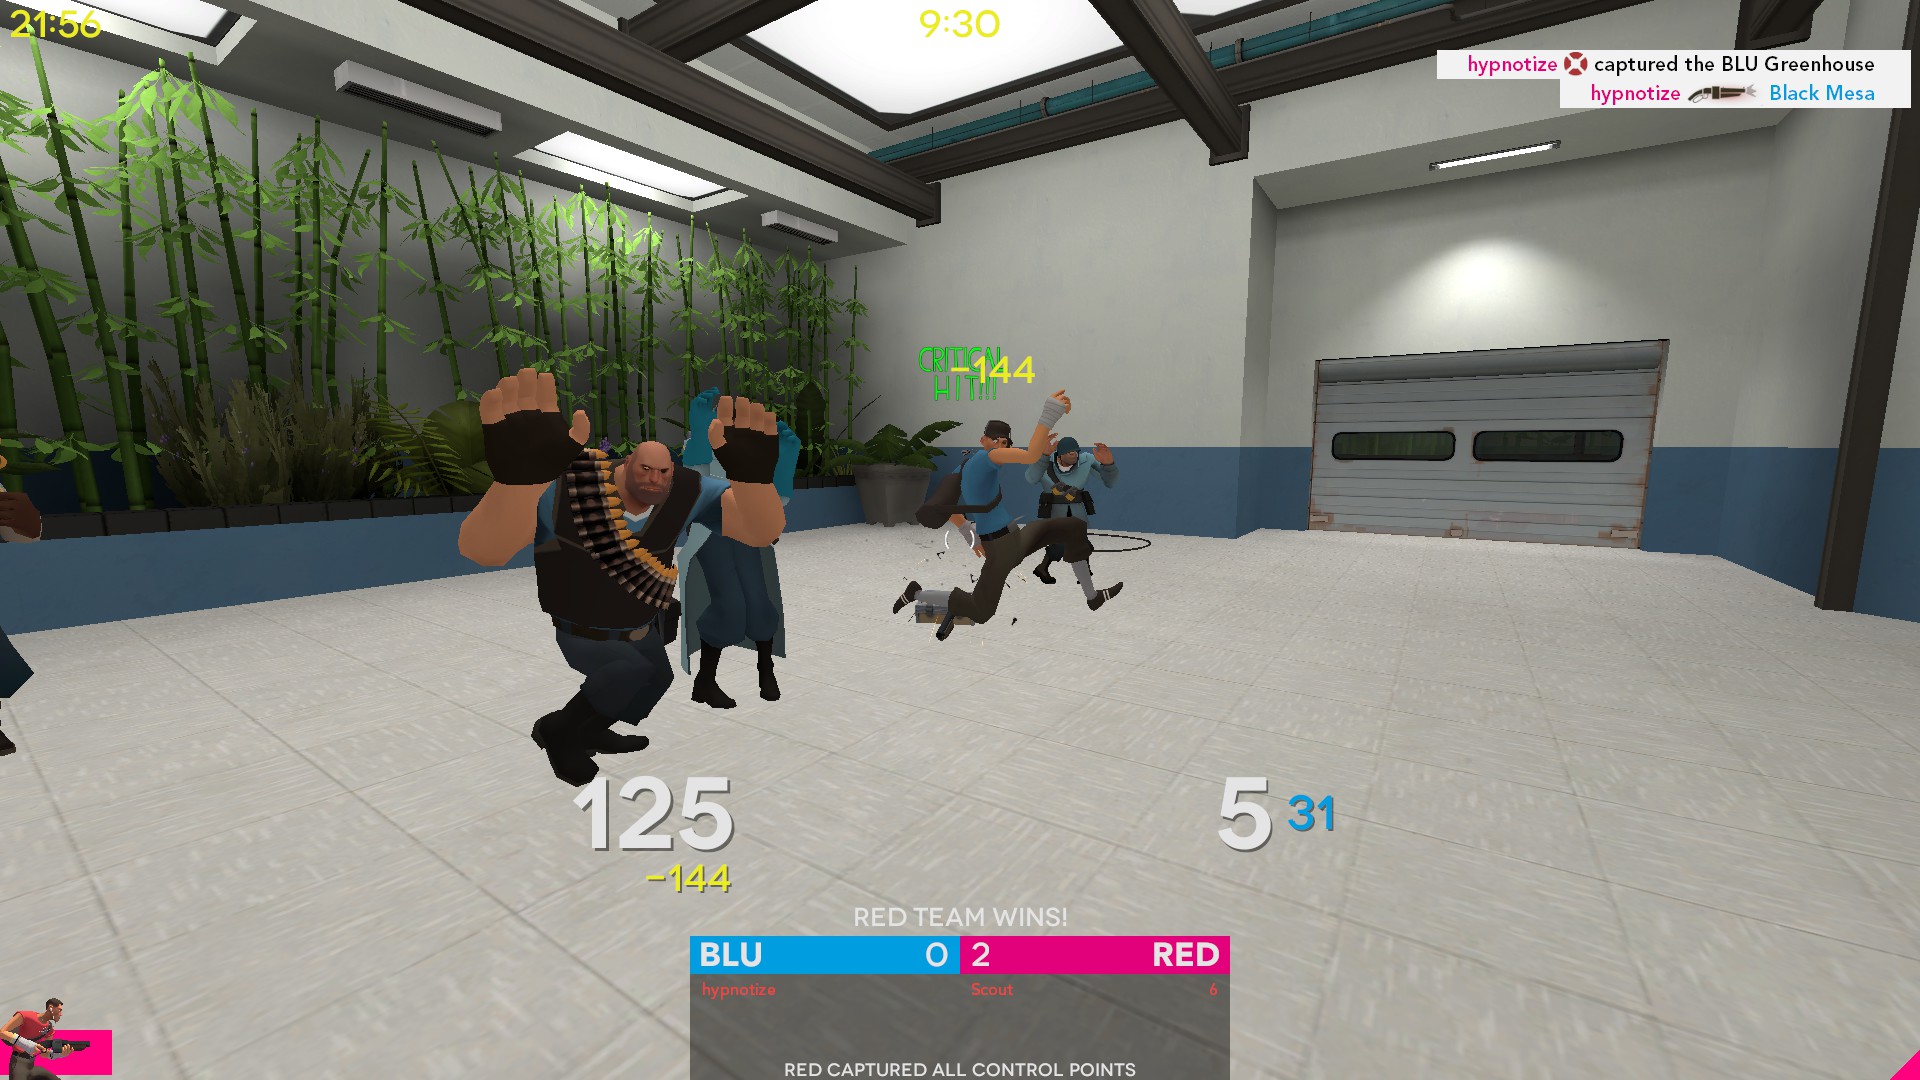 21:56
9:30
hypnotize captured the BLU Greenhouse
hypnotize Black Mesa
CRITICAL
HIT!!!
-144
125
5 31
-144
RED TEAM WINS!
BLU 0 2 RED
hypnotize Scout 6
RED CAPTURED ALL CONTROL POINTS